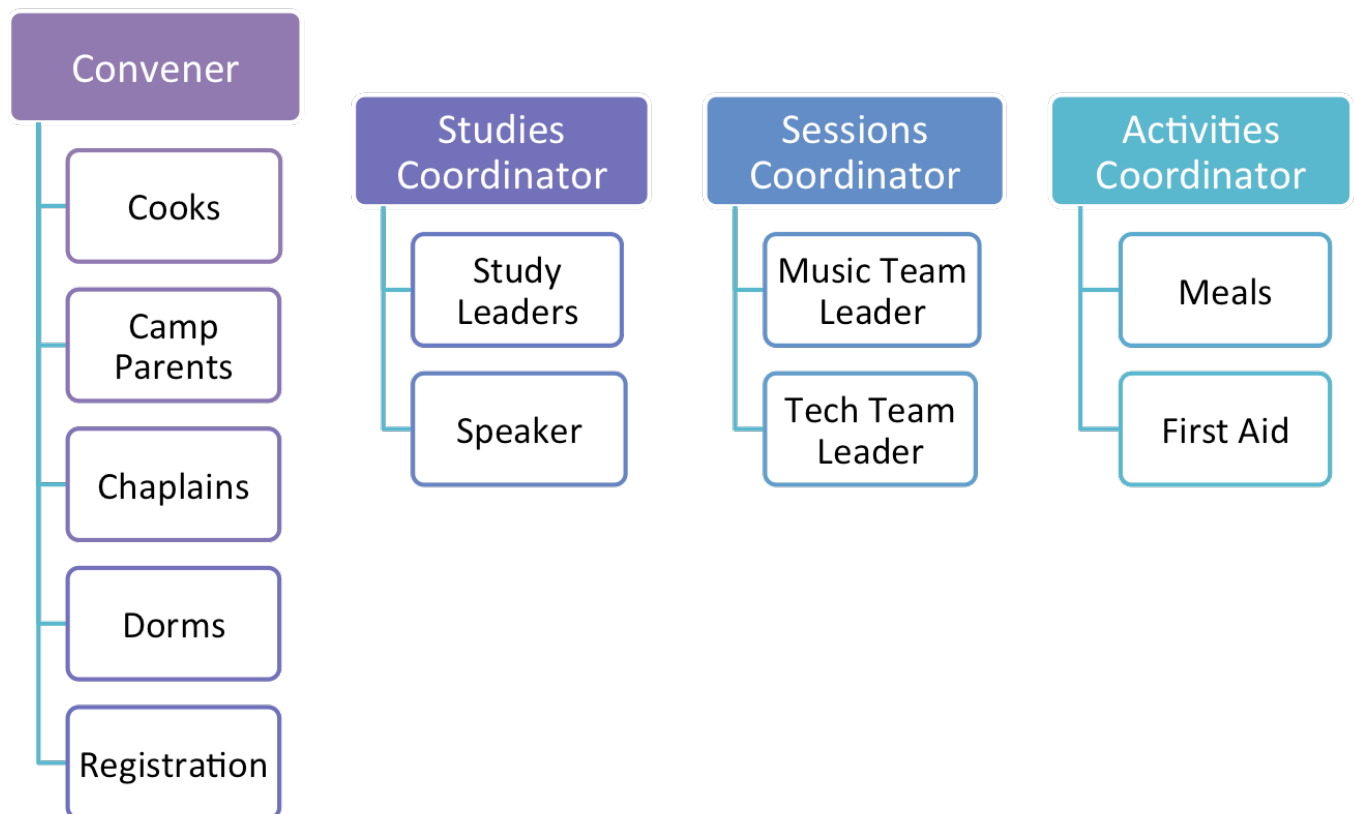 Convener
Cooks
Camp
Parents
Chaplains
Dorms
Registration
Studies
Coordinator
Study
Leaders
Speaker
Sessions
Coordinator
Music Team
Leader
Tech Team
Leader
Activities
Coordinator
Meals
First Aid